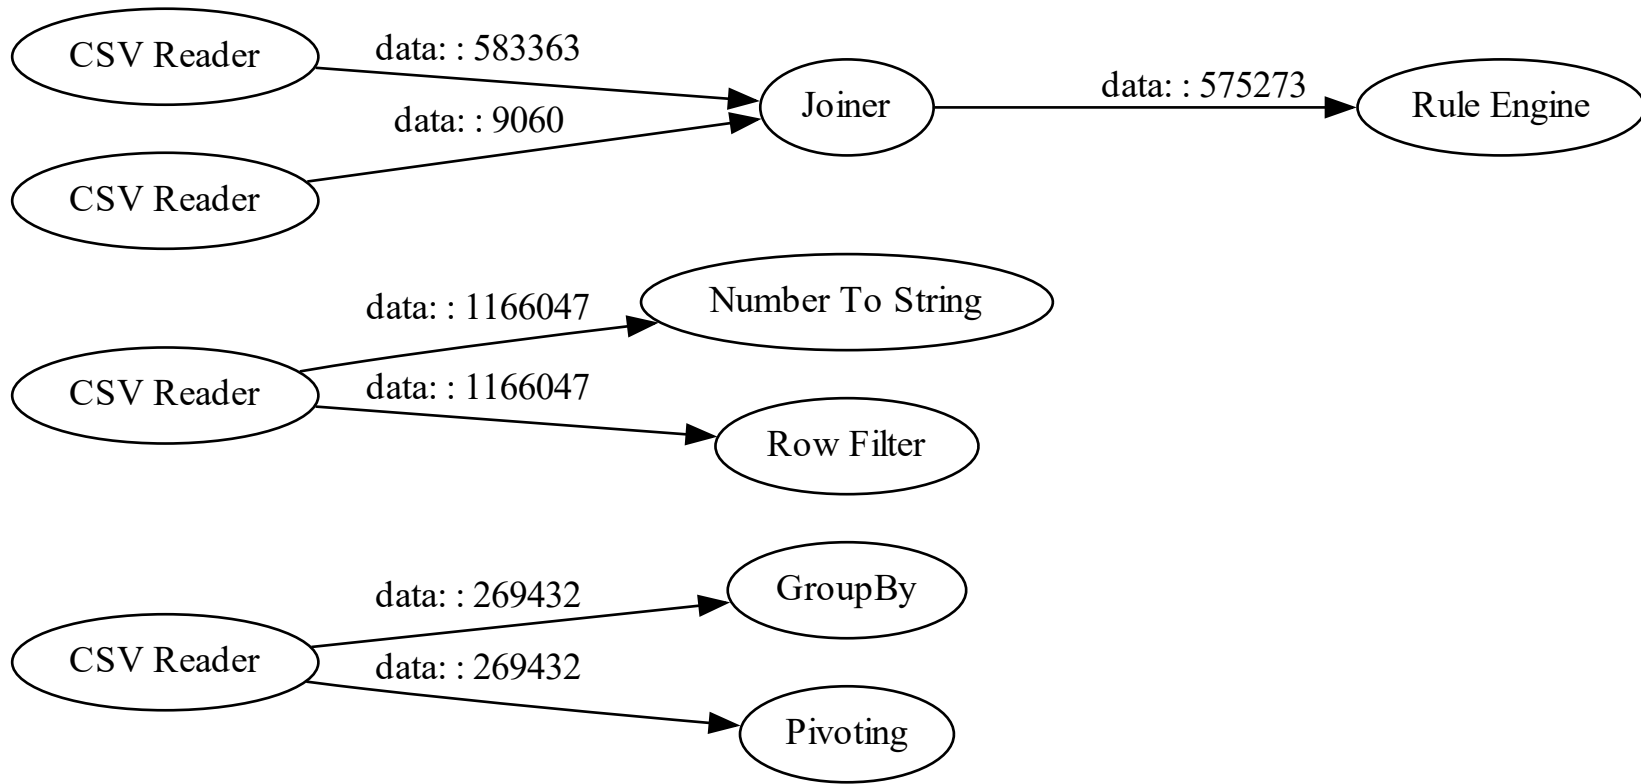 CSV Reader
data: : 583363
Joiner
data: : 575273
Rule Engine
data: : 9060
CSV Reader
data: : 1166047
Number To String
CSV Reader
data: : 1166047
Row Filter
data: : 269432
GroupBy
CSV Reader
data: : 269432
Pivoting